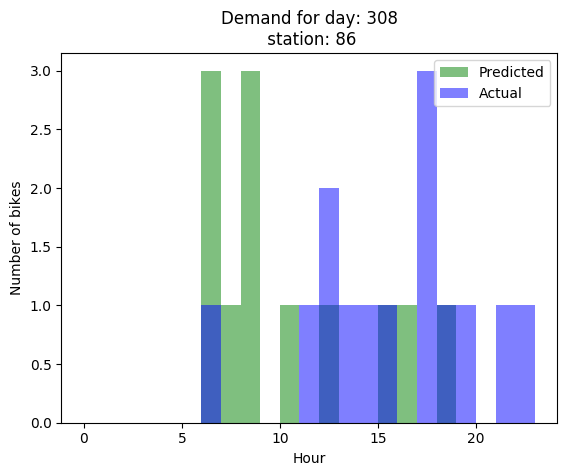 Demand for day: 308
station: 86
Predicted
Actual
3.0
2.5
2.0
1.5
1.0
0.5
0.0
Number of bikes
0
5
10
15
20
Hour